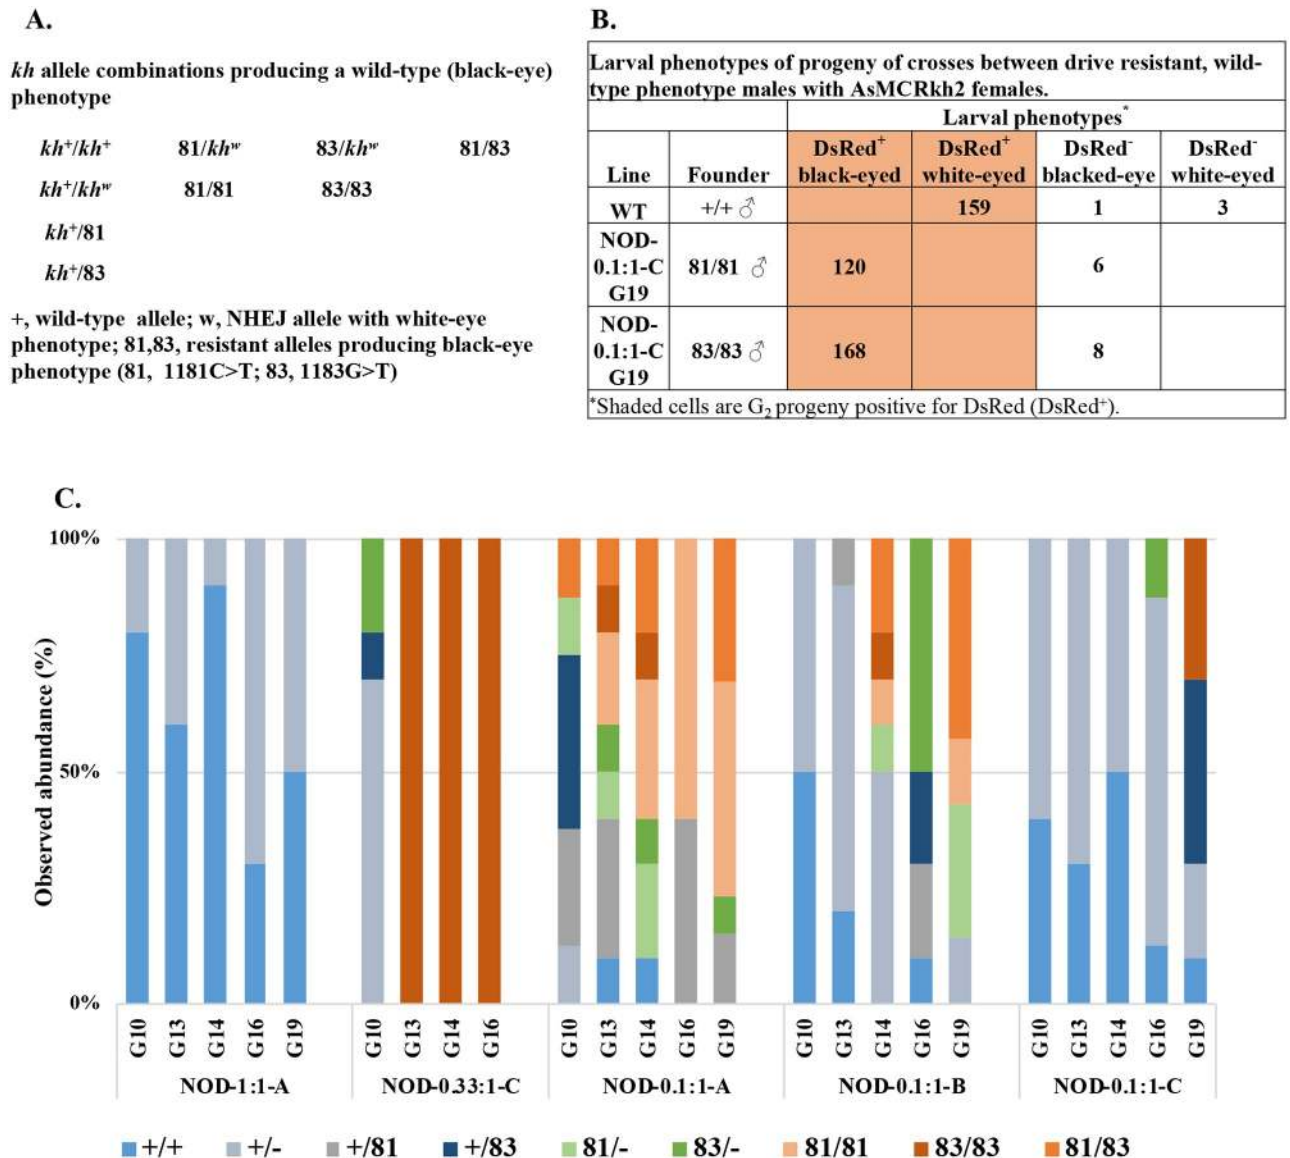 A.
kh allele combinations producing a wild-type (black-eye)
phenotype
kh+/kh+ 81/khw 83/khw 81/83
kh+/khw 81/81 83/83
kh+/81
kh+/83
+, wild-type allele; w, NHEJ allele with white-eye
phenotype; 81,83, resistant alleles producing black-eye
phenotype (81, 1181C>T; 83, 1183G>T)
B.
Larval phenotypes of progeny of crosses between drive resistant, wild-
type phenotype males with AsMCRkh2 females.
Larval phenotypes*
Line Founder DsRed+ black-eyed DsRed+ white-eyed DsRed- blacked-eye DsRed- white-eyed
WT +/+ ♂ 159 1 3
NOD-
0.1:1-C 81/81 ♂ 120 6
G19
NOD-
0.1:1-C 83/83 ♂ 168 8
G19
*Shaded cells are G2 progeny positive for DsRed (DsRed+).
C.
Observed abundance (%)
100%
50%
0%
G10 G13 G14 G16 G19 G10 G13 G14 G16 G10 G13 G14 G16 G19 G10 G13 G14 G16 G19 G10 G13 G14 G16 G19
NOD-1:1-A NOD-0.33:1-C NOD-0.1:1-A NOD-0.1:1-B NOD-0.1:1-C
+/+ +/- +/81 +/83 81/- 83/- 81/81 83/83 81/83